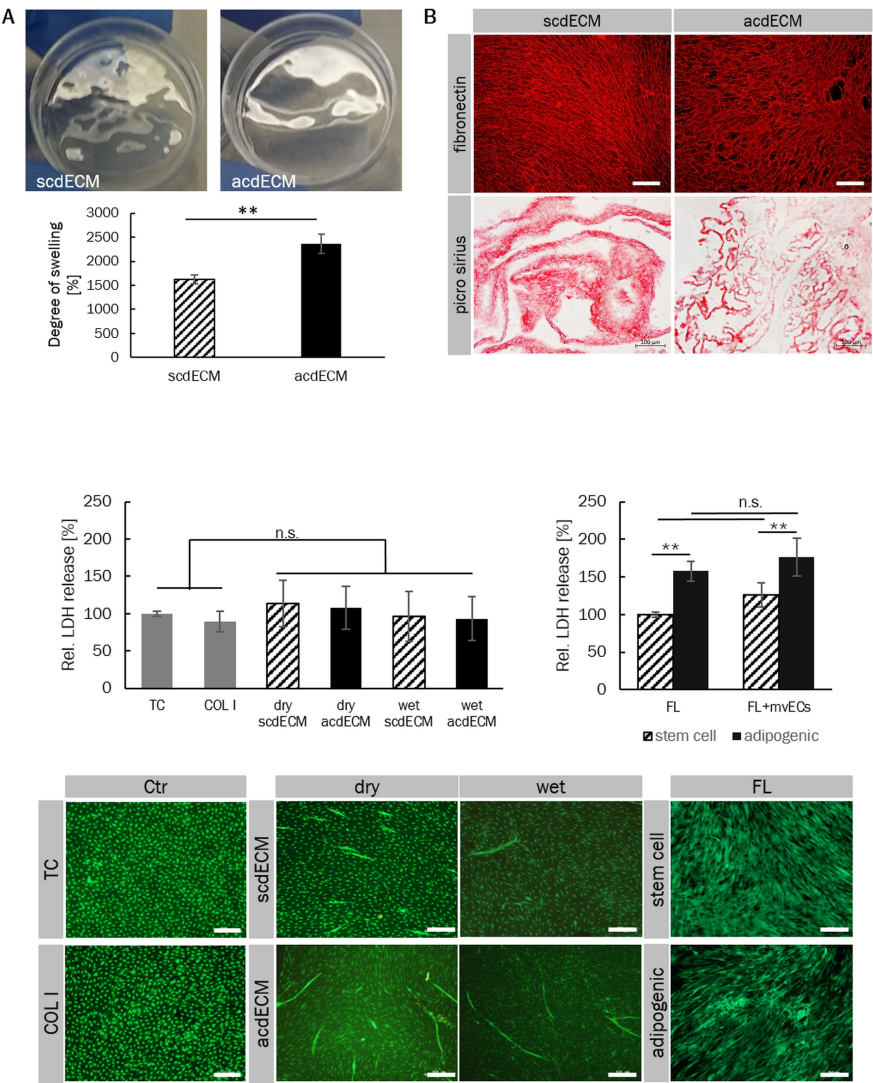 A
scdECM
acdECM
B
scdECM
acdECM
fibronectin
picro sirius
100 µm
100 µm
Degree of swelling
[%]
3000
2500
2000
1500
1000
500
0
**
scdECM
acdECM
Rel. LDH release [%]
250
200
150
100
50
0
n.s.
TC
COL I
dry
scdECM
dry
acdECM
wet
scdECM
wet
acdECM
Rel. LDH release [%]
250
200
150
100
50
0
n.s.
**
**
FL
FL+mvECs
stem cell
adipogenic
Ctr
dry
wet
FL
TC
scdECM
stem cell
COL I
acdECM
adipogenic